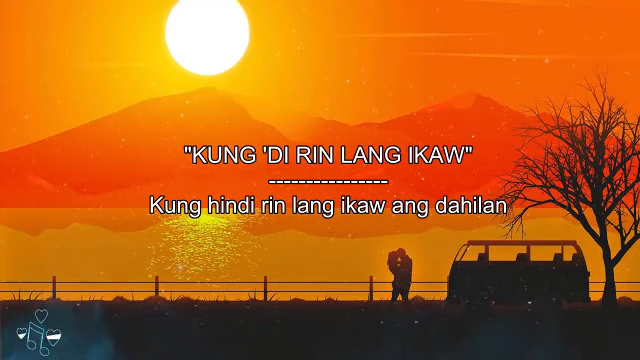 "KUNG 'DI RIN LANG IKAW"
----------------
Kung hindi rin lang ikaw ang dahilan